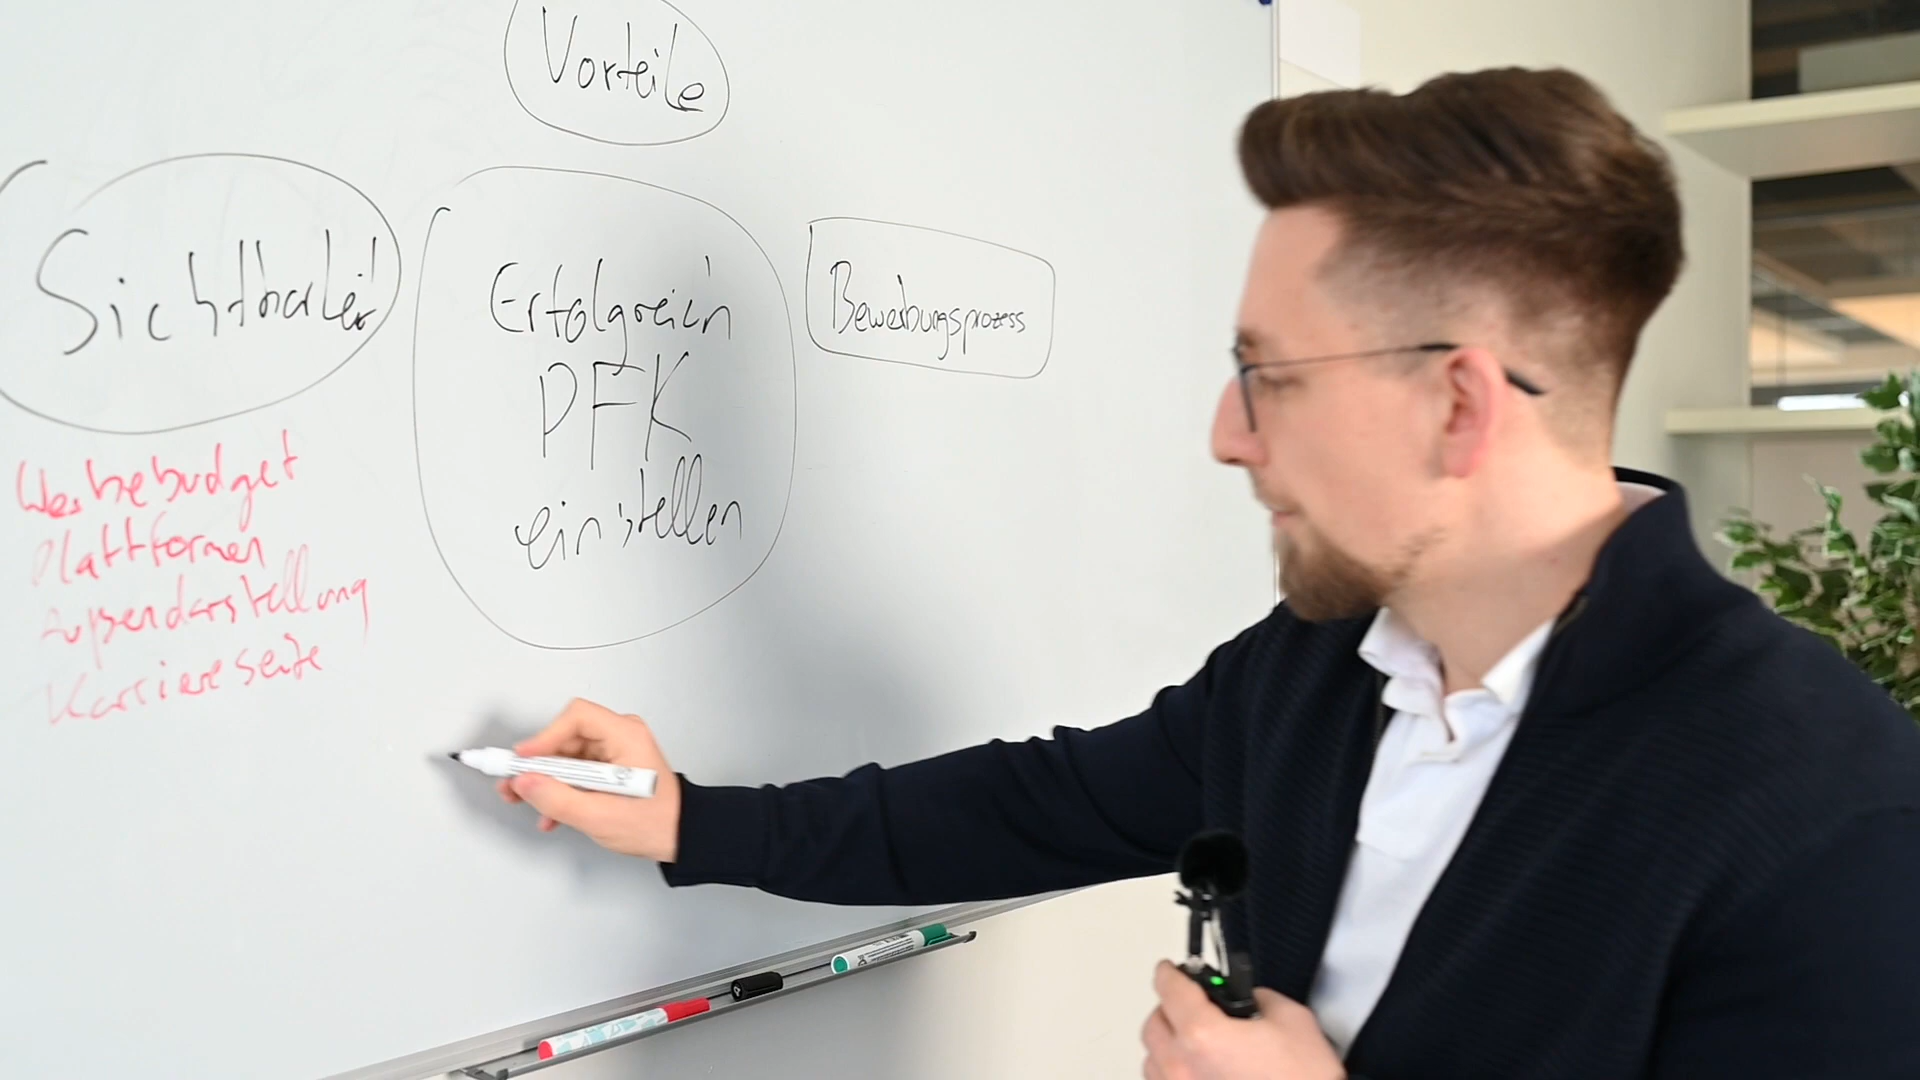 Vorteile
Sichtbarkeit
Werbebudget
Plattformen
Außendarstellung
Karriereseite
Erfolgreich
PFK
einstellen
Bewerbungsprozess